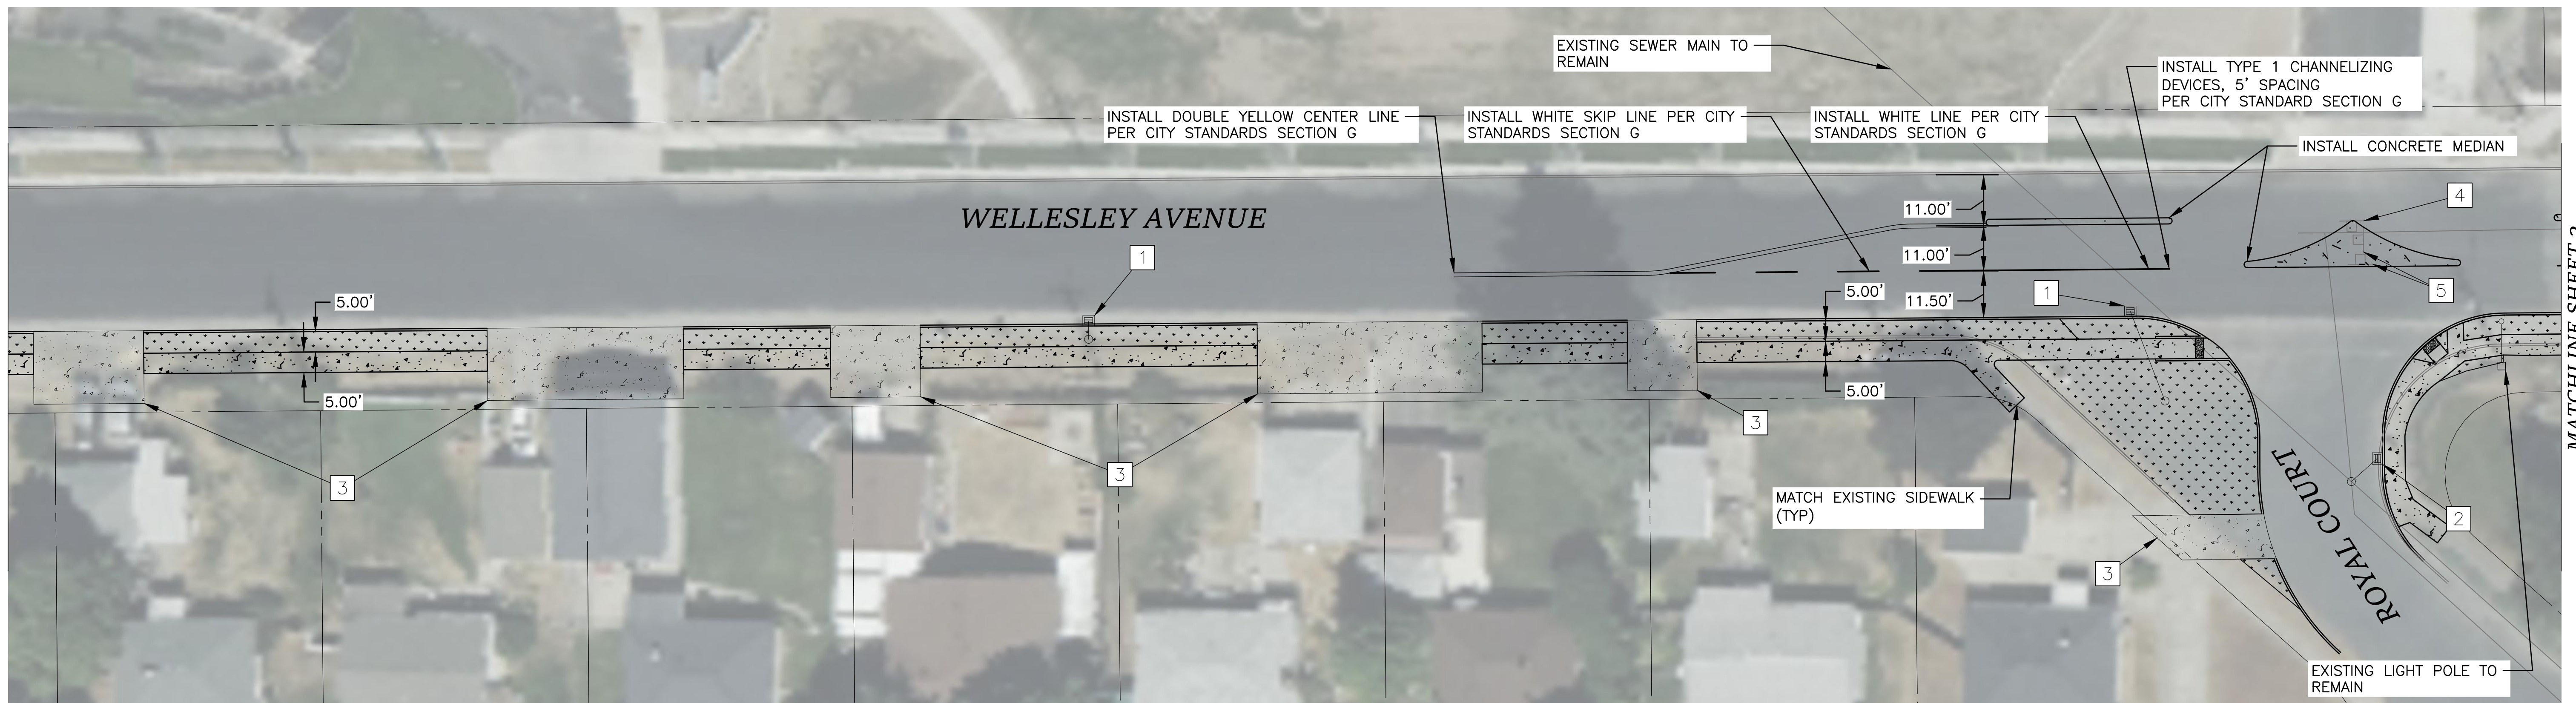 EXISTING SEWER MAIN TO
REMAIN
INSTALL TYPE 1 CHANNELIZING
DEVICES, 5' SPACING
PER CITY STANDARD SECTION G
INSTALL DOUBLE YELLOW CENTER LINE
PER CITY STANDARDS SECTION G
INSTALL WHITE SKIP LINE PER CITY
STANDARDS SECTION G
INSTALL WHITE LINE PER CITY
STANDARDS SECTION G
INSTALL CONCRETE MEDIAN
WELLESLEY AVENUE
11.00'
11.00'
11.50'
4
5
1
1
5.00'
5.00'
5.00'
5.00'
3
3
3
3
2
MATCH EXISTING SIDEWALK
(TYP)
ROYAL COURT
EXISTING LIGHT POLE TO
REMAIN
MATCHLINE SHEET 2